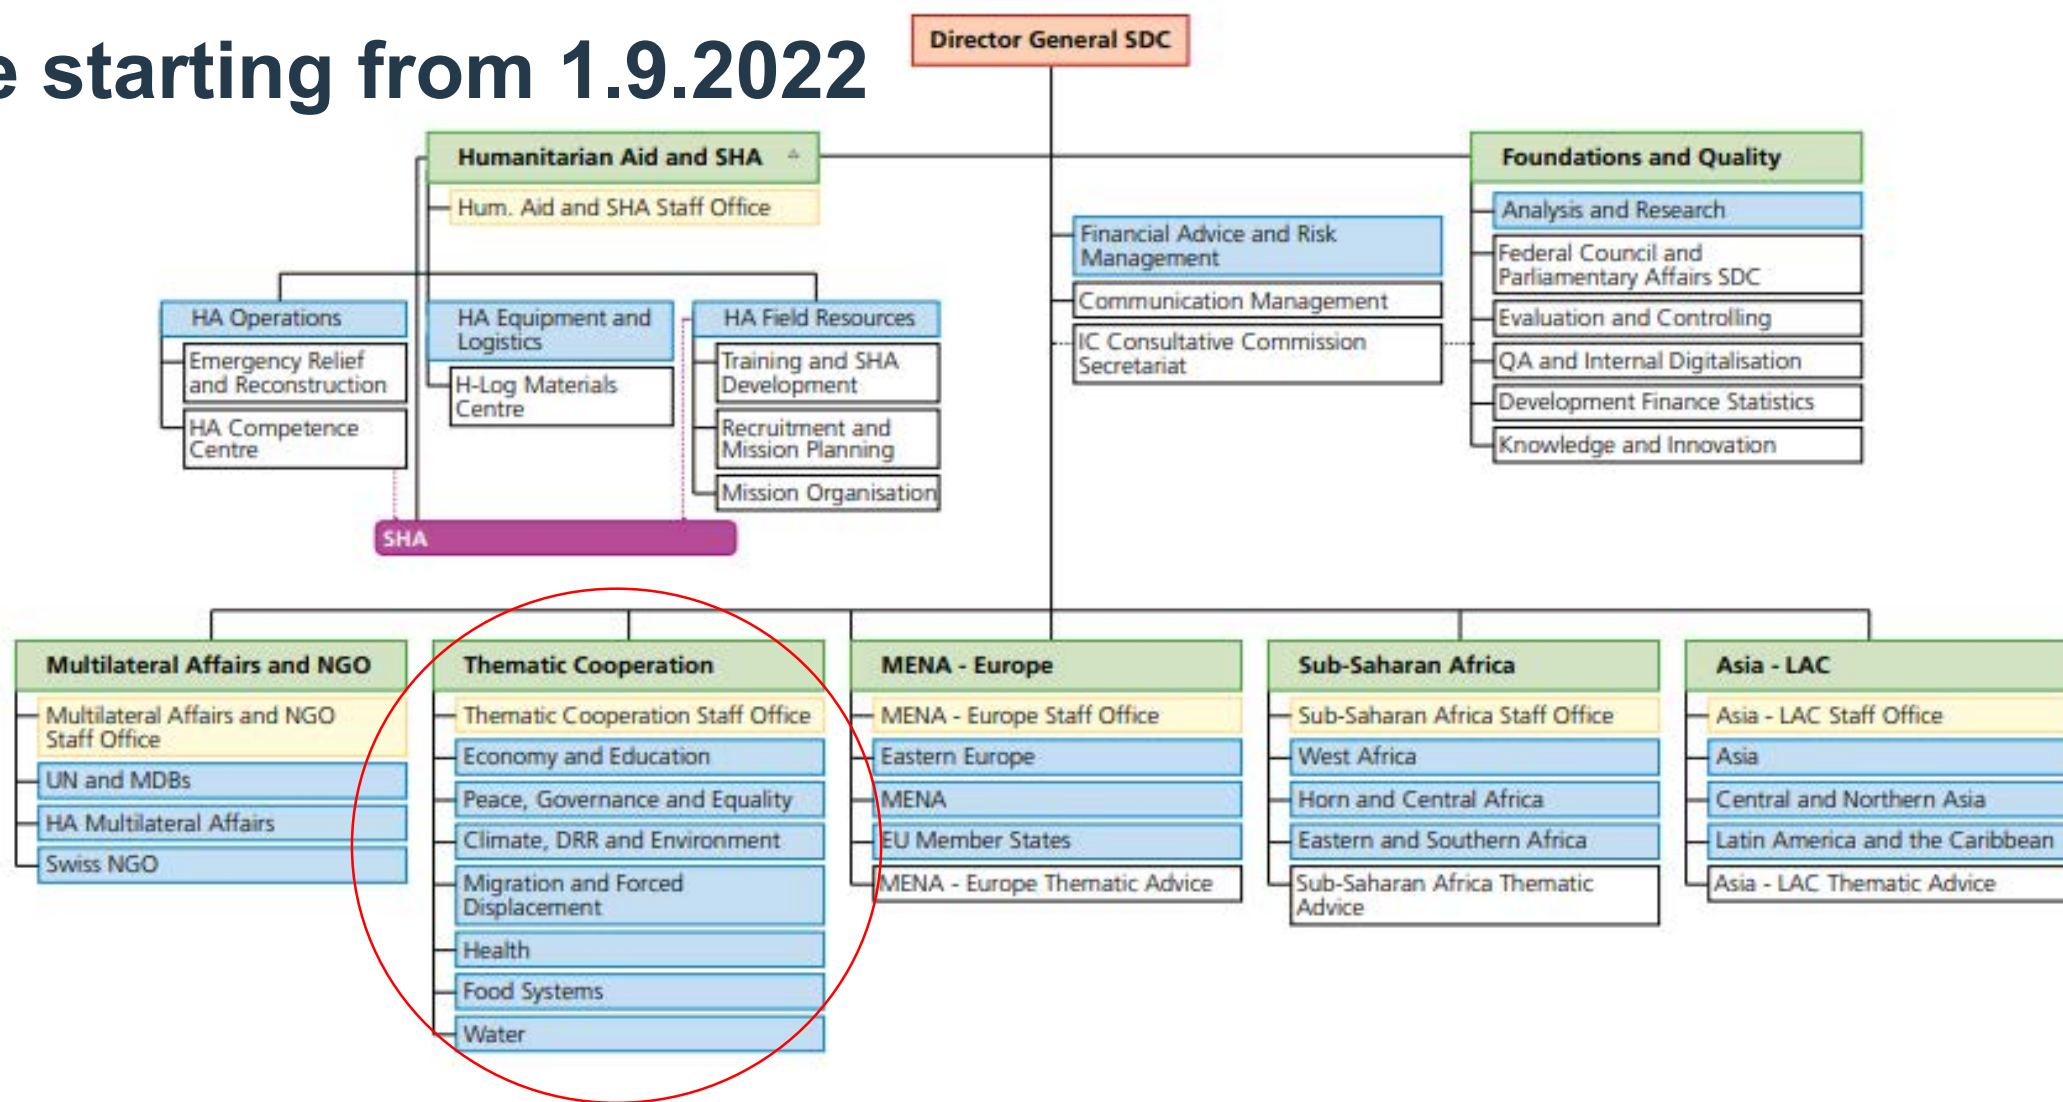 e starting from 1.9.2022
Director General SDC
Humanitarian Aid and SHA
Hum. Aid and SHA Staff Office
HA Operations
Emergency Relief
and Reconstruction
HA Competence
Centre
HA Equipment and
Logistics
H-Log Materials
Centre
HA Field Resources
Training and SHA
Development
Recruitment and
Mission Planning
Mission Organisation
SHA
Financial Advice and Risk
Management
Communication Management
IC Consultative Commission
Secretariat
Foundations and Quality
Analysis and Research
Federal Council and
Parliamentary Affairs SDC
Evaluation and Controlling
QA and Internal Digitalisation
Development Finance Statistics
Knowledge and Innovation
Multilateral Affairs and NGO
Multilateral Affairs and NGO
Staff Office
UN and MDBs
HA Multilateral Affairs
Swiss NGO
Thematic Cooperation
Thematic Cooperation Staff Office
Economy and Education
Peace, Governance and Equality
Climate, DRR and Environment
Migration and Forced
Displacement
Health
Food Systems
Water
MENA - Europe
MENA - Europe Staff Office
Eastern Europe
MENA
EU Member States
MENA - Europe Thematic Advice
Sub-Saharan Africa
Sub-Saharan Africa Staff Office
West Africa
Horn and Central Africa
Eastern and Southern Africa
Sub-Saharan Africa Thematic
Advice
Asia - LAC
Asia - LAC Staff Office
Asia
Central and Northern Asia
Latin America and the Caribbean
Asia - LAC Thematic Advice